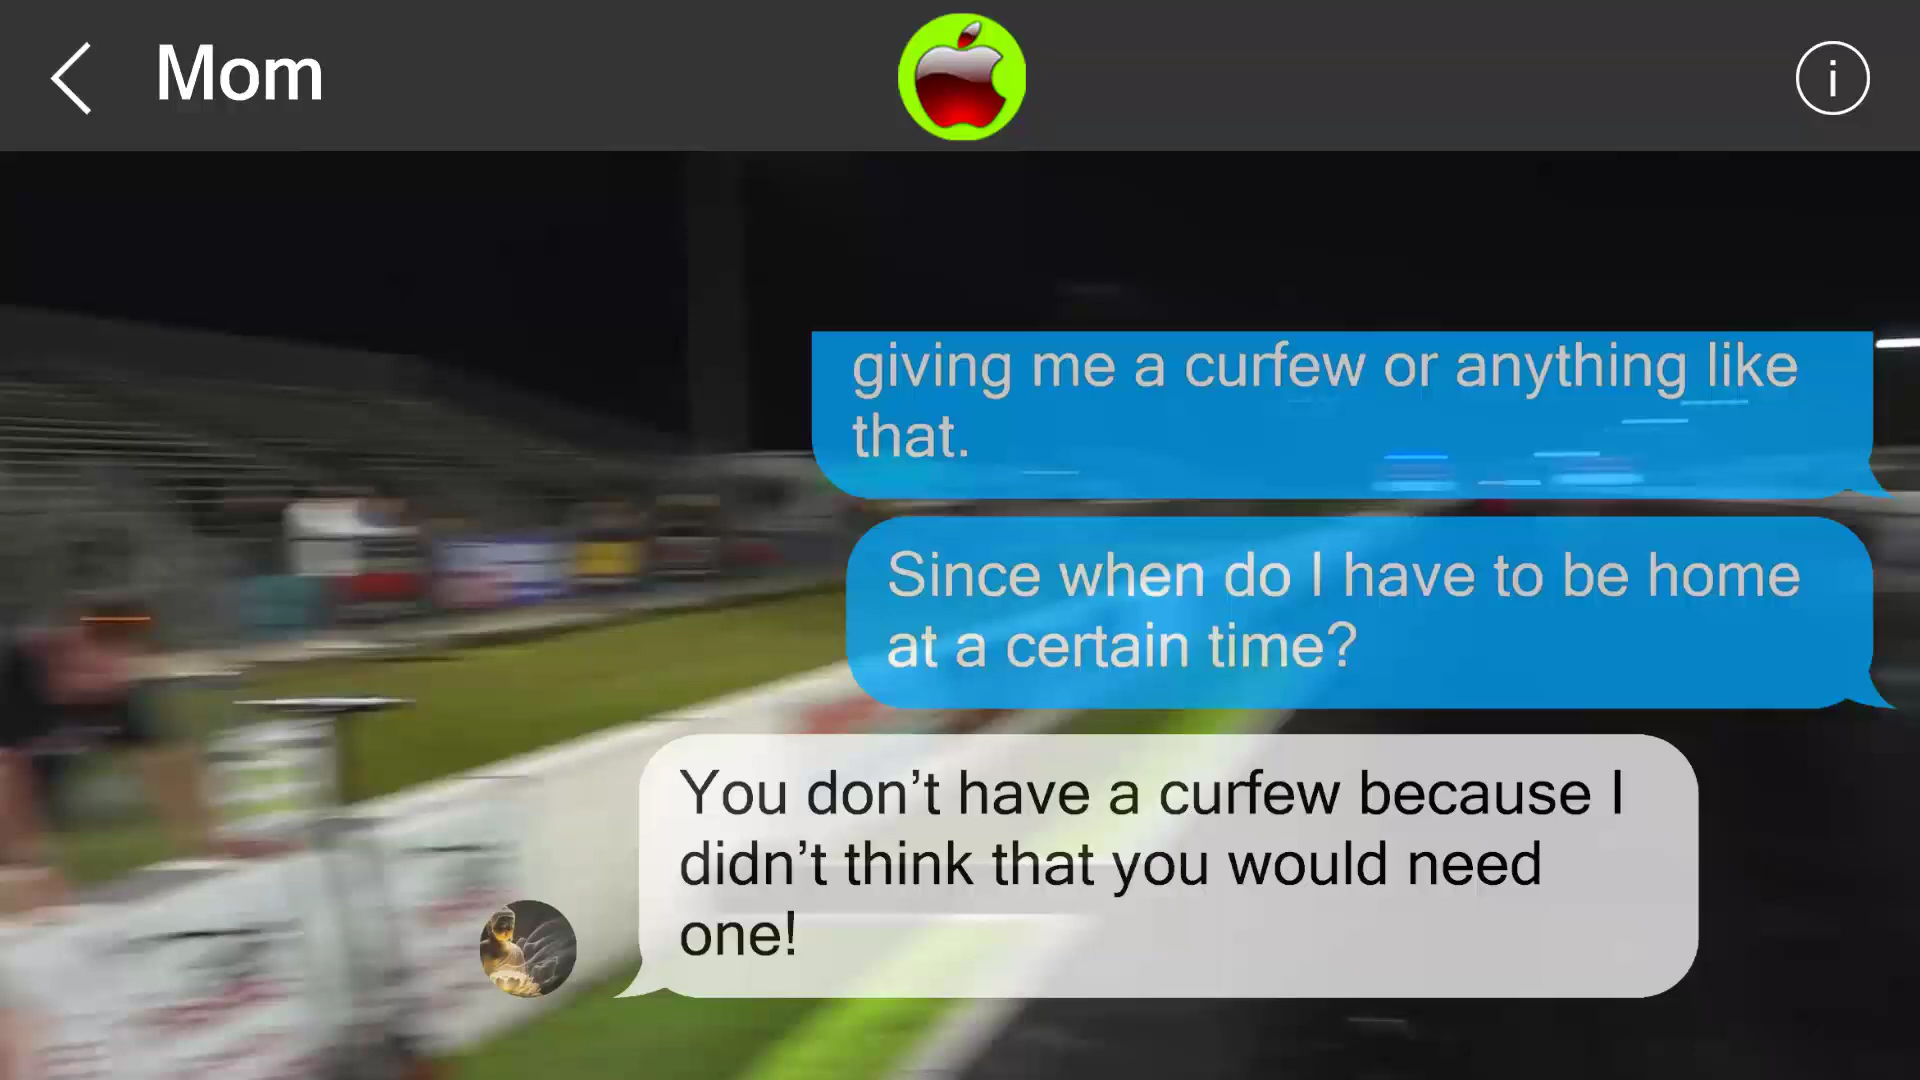 Mom
i
giving me a curfew or anything like
that.
Since when do I have to be home
at a certain time?
You don’t have a curfew because I
didn’t think that you would need
one!